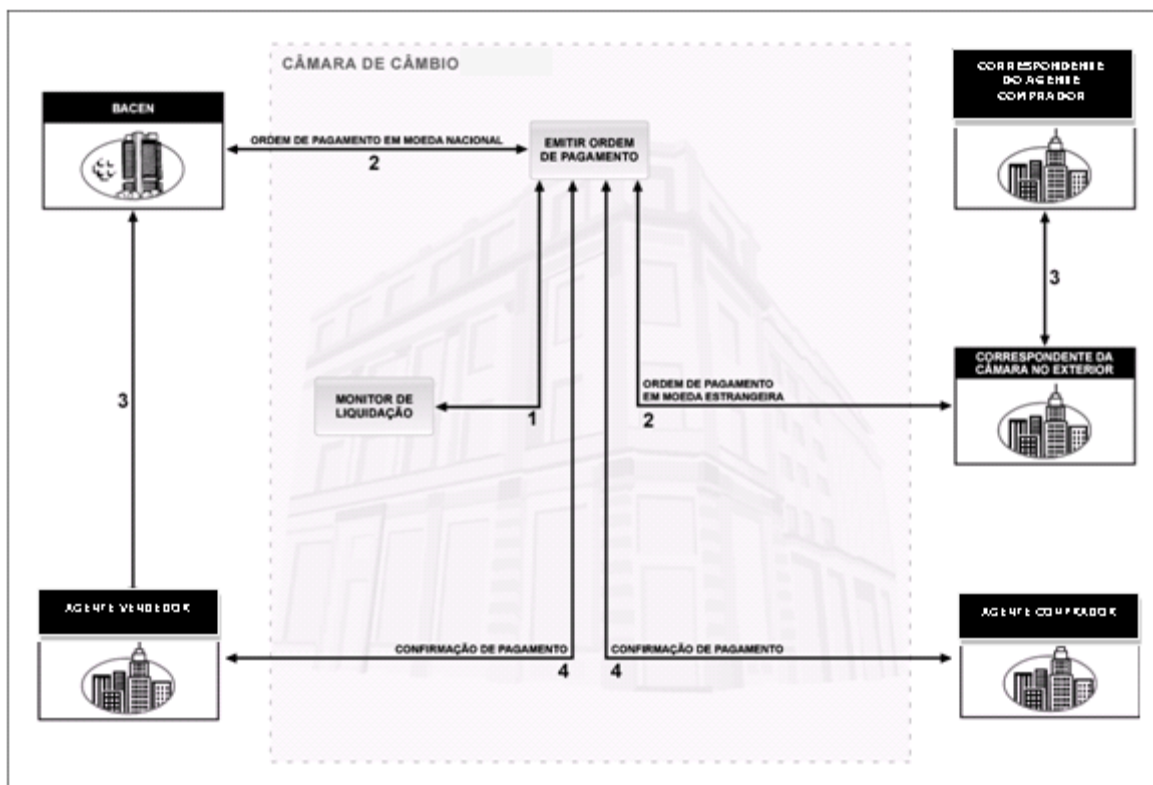 CÂMARA DE CÂMBIO
CORRESPONDENTE
DO AGENTE
COMPRADOR
BACEN
ORDEM DE PAGAMENTO EM MOEDA NACIONAL
2
EMITIR ORDEM
DE PAGAMENTO
3
CORRESPONDENTE DA
CÂMARA NO EXTERIOR
MONITOR DE
LIQUIDAÇÃO
1
ORDEM DE PAGAMENTO
EM MOEDA ESTRANGEIRA
2
3
AGENTE VENDEDOR
AGENTE COMPRADOR
CONFIRMAÇÃO DE PAGAMENTO
4
CONFIRMAÇÃO DE PAGAMENTO
4